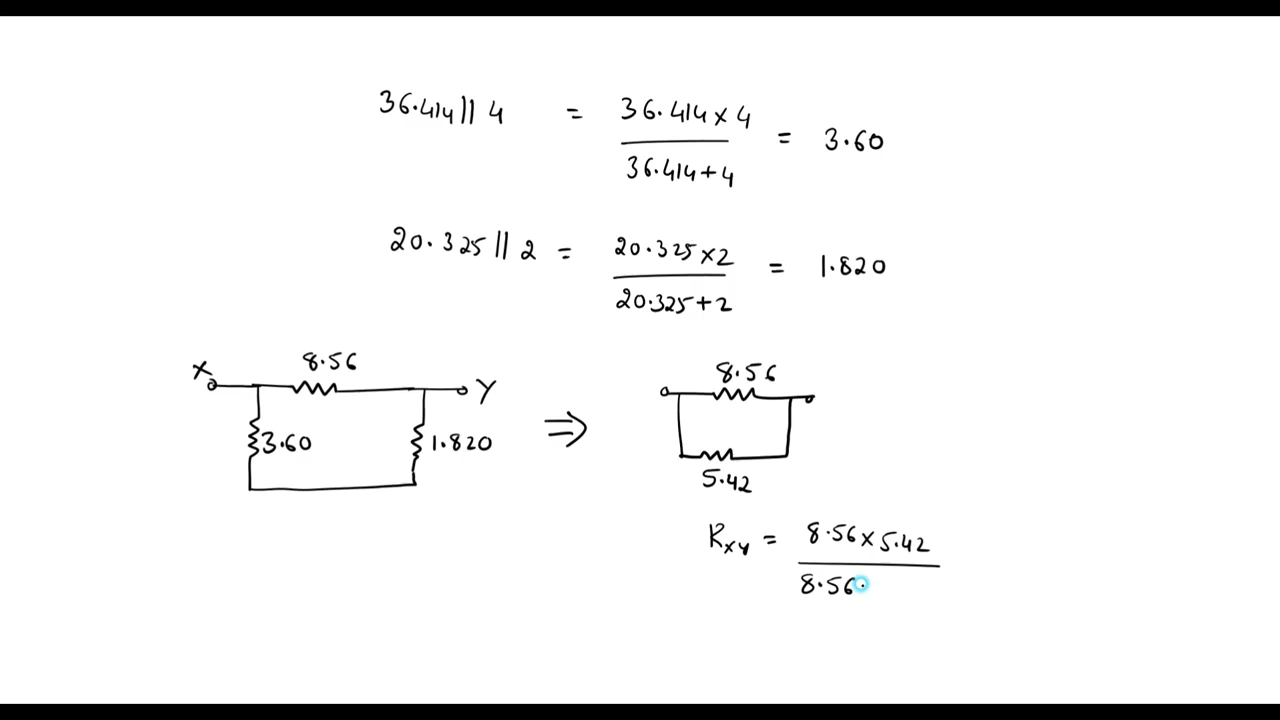 36.414 || 4 = 36.414 x 4 / 36.414 + 4 = 3.60
20.325 || 2 = 20.325 x 2 / 20.325 + 2 = 1.820
X 8.56 Y
3.60 1.820
⇒
8.56
5.42
Rxy = 8.56 x 5.42 / 8.56